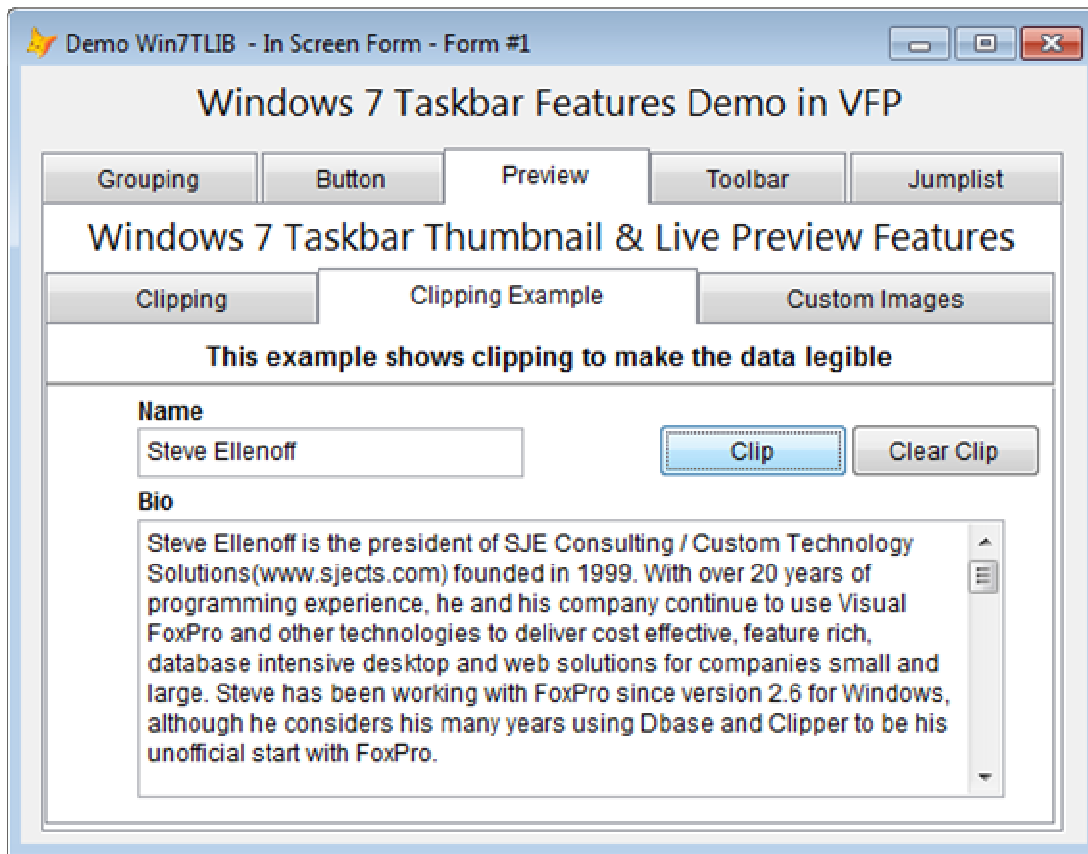 Demo Win7TLIB - In Screen Form - Form #1
Windows 7 Taskbar Features Demo in VFP
Grouping Button Preview Toolbar Jumplist
Windows 7 Taskbar Thumbnail & Live Preview Features
Clipping Clipping Example Custom Images
This example shows clipping to make the data legible
Name
Steve Ellenoff Clip Clear Clip
Bio
Steve Ellenoff is the president of SJE Consulting / Custom Technology
Solutions(www.sjects.com) founded in 1999. With over 20 years of
programming experience, he and his company continue to use Visual
FoxPro and other technologies to deliver cost effective, feature rich,
database intensive desktop and web solutions for companies small and
large. Steve has been working with FoxPro since version 2.6 for Windows,
although he considers his many years using Dbase and Clipper to be his
unofficial start with FoxPro.